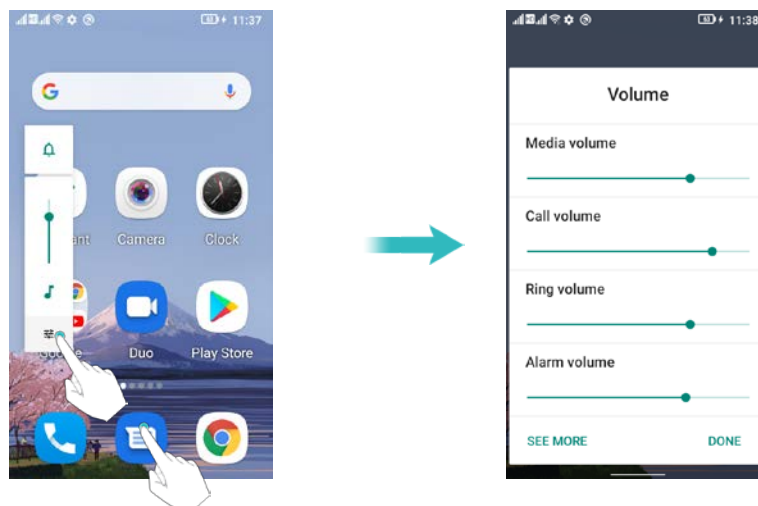 11:37
Camera
Clock
Duo
Play Store
11:38
Volume
Media volume
Call volume
Ring volume
Alarm volume
SEE MORE
DONE